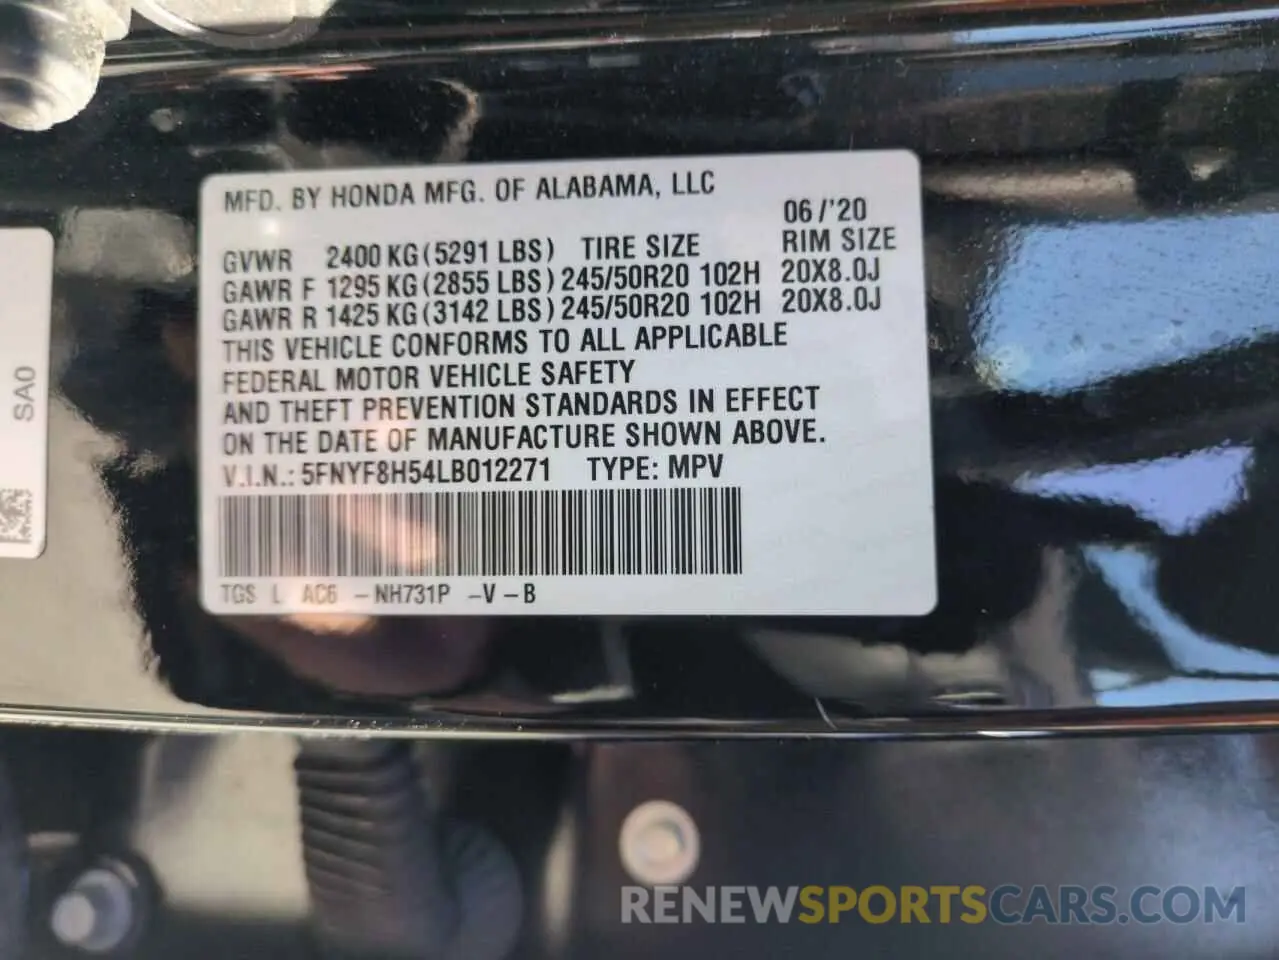 MFD. BY HONDA MFG. OF ALABAMA, LLC
06/'20
GVWR 2400 KG (5291 LBS) TIRE SIZE RIM SIZE
GAWR F 1295 KG (2855 LBS) 245/50R20 102H 20X8.0J
GAWR R 1425 KG (3142 LBS) 245/50R20 102H 20X8.0J
THIS VEHICLE CONFORMS TO ALL APPLICABLE
FEDERAL MOTOR VEHICLE SAFETY
AND THEFT PREVENTION STANDARDS IN EFFECT
ON THE DATE OF MANUFACTURE SHOWN ABOVE.
V.I.N.: 5FNYF8H54LB012271 TYPE: MPV
TGS L AC6 -NH731P -V-B
SA0
RENEWSPORTSCARS.COM